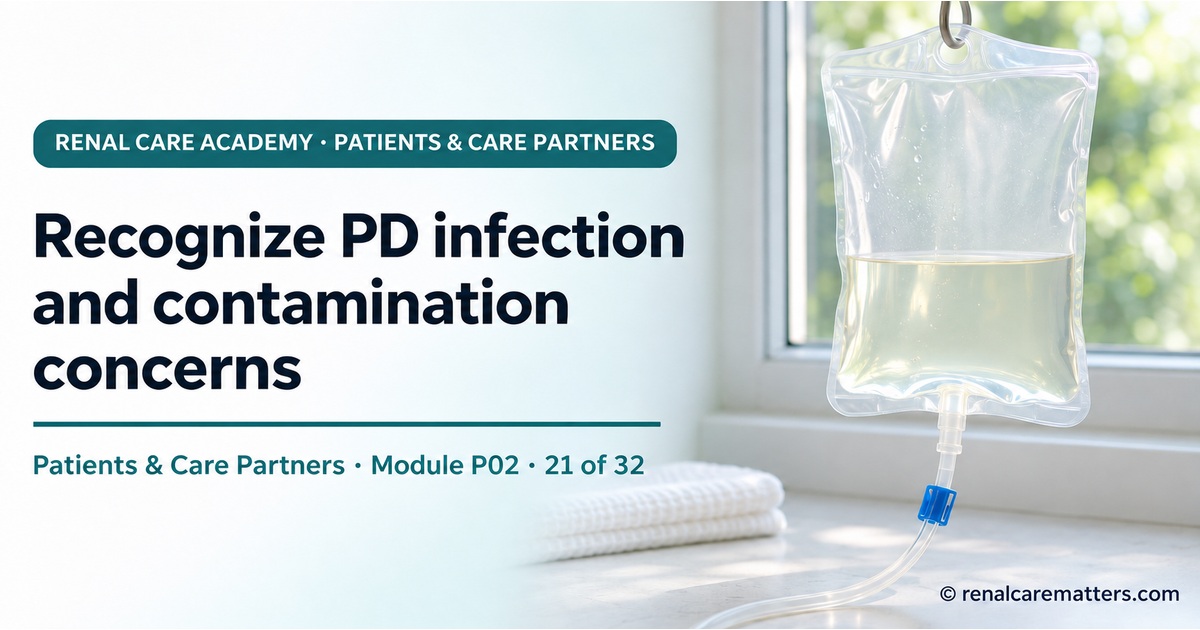 RENAL CARE ACADEMY · PATIENTS & CARE PARTNERS
Recognize PD infection
and contamination
concerns
Patients & Care Partners · Module P02 · 21 of 32
© renalcarematters.com